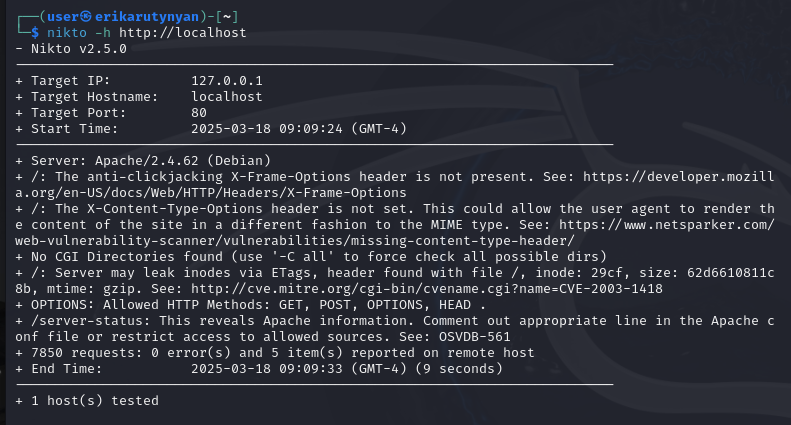 ┌──(user㉿erikarutynyan)-[~]
└─$ nikto -h http://localhost
- Nikto v2.5.0
---------------------------------------------------------------------------
+ Target IP:          127.0.0.1
+ Target Hostname:    localhost
+ Target Port:        80
+ Start Time:         2025-03-18 09:09:24 (GMT-4)
---------------------------------------------------------------------------
+ Server: Apache/2.4.62 (Debian)
+ /: The anti-clickjacking X-Frame-Options header is not present. See: https://developer.mozill
a.org/en-US/docs/Web/HTTP/Headers/X-Frame-Options
+ /: The X-Content-Type-Options header is not set. This could allow the user agent to render th
e content of the site in a different fashion to the MIME type. See: https://www.netsparker.com/
web-vulnerability-scanner/vulnerabilities/missing-content-type-header/
+ No CGI Directories found (use '-C all' to force check all possible dirs)
+ /: Server may leak inodes via ETags, header found with file /, inode: 29cf, size: 62d6610811c
8b, mtime: gzip. See: http://cve.mitre.org/cgi-bin/cvename.cgi?name=CVE-2003-1418
+ OPTIONS: Allowed HTTP Methods: GET, POST, OPTIONS, HEAD .
+ /server-status: This reveals Apache information. Comment out appropriate line in the Apache c
onf file or restrict access to allowed sources. See: OSVDB-561
+ 7850 requests: 0 error(s) and 5 item(s) reported on remote host
+ End Time:           2025-03-18 09:09:33 (GMT-4) (9 seconds)
---------------------------------------------------------------------------
+ 1 host(s) tested